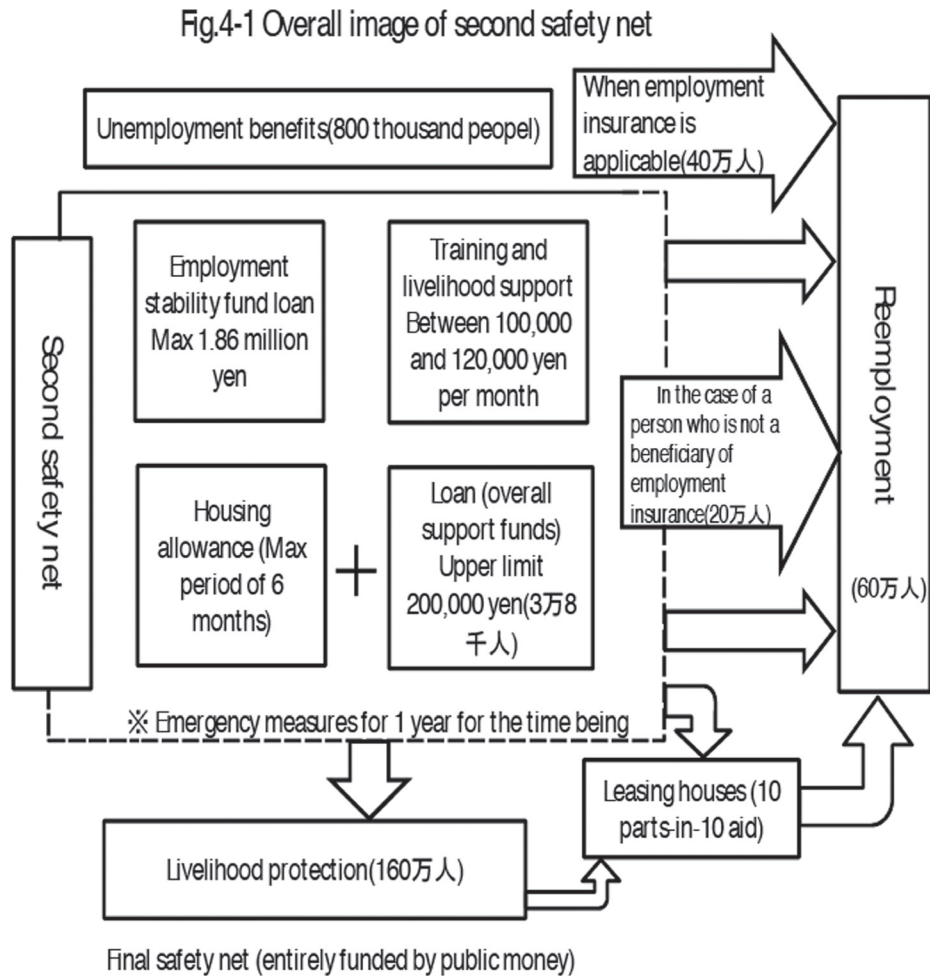 Fig.4-1 Overall image of second safety net
Unemployment benefits(800 thousand peopel)
When employment
insurance is
applicable(40万人)
Second safety net
Employment
stability fund loan
Max 1.86 million
yen
Training and
livelihood support
Between 100,000
and 120,000 yen
per month
Housing
allowance (Max
period of 6
months)
+
Loan (overall
support funds)
Upper limit
200,000 yen(3万8
千人)
In the case of a
person who is not a
beneficiary of
employment
insurance(20万人)
Reemployment
(60万人)
※ Emergency measures for 1 year for the time being
Leasing houses (10
parts-in-10 aid)
Livelihood protection(160万人)
Final safety net (entirely funded by public money)